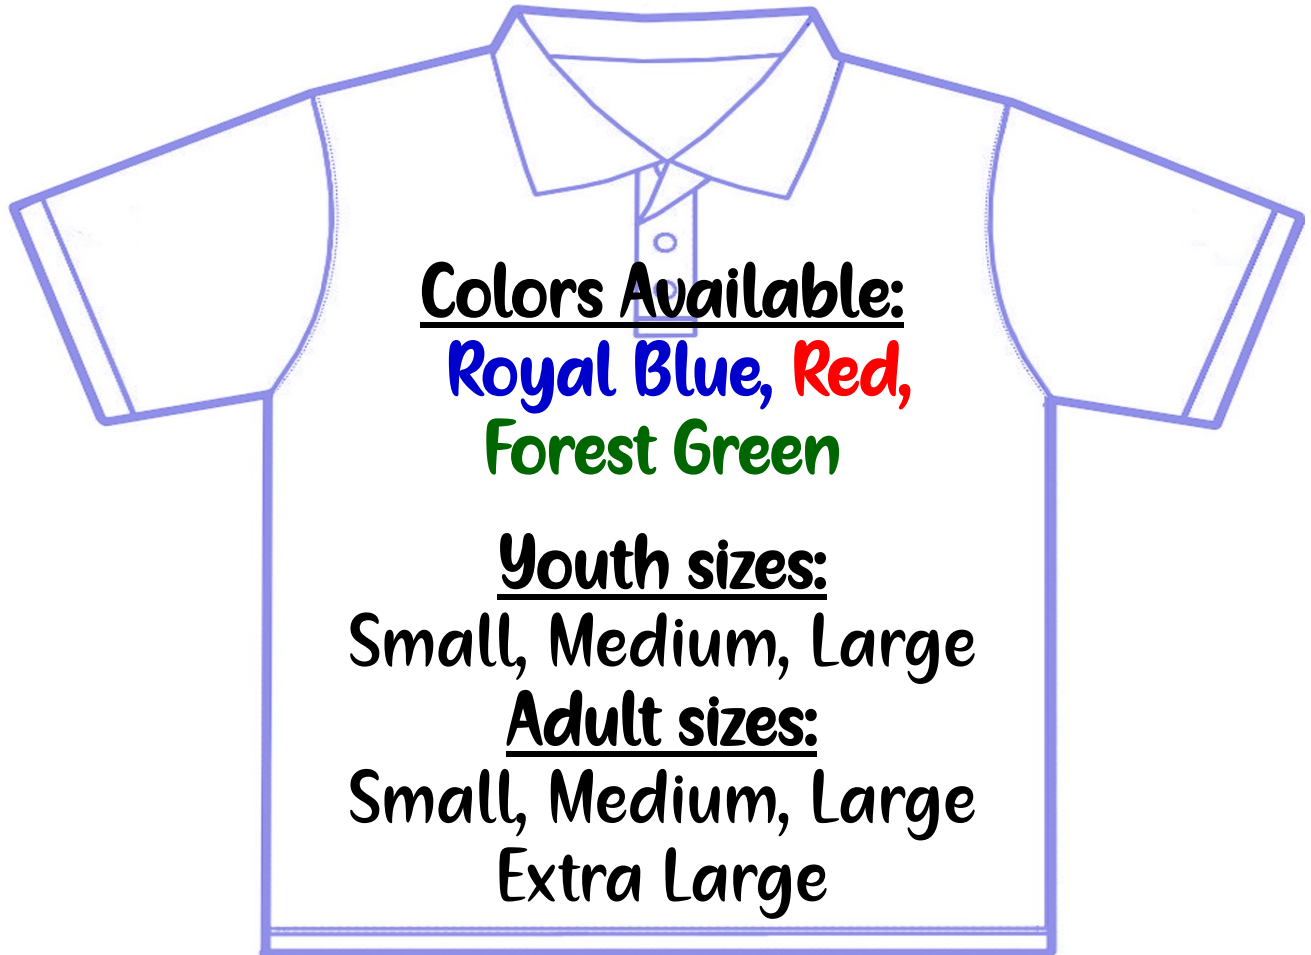 Colors Available:
Royal Blue, Red,
Forest Green
Youth sizes:
Small, Medium, Large
Adult sizes:
Small, Medium, Large
Extra Large